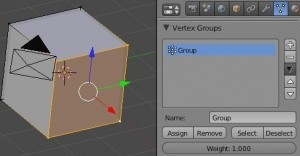 Vertex Groups
Group
Name: Group
Assign Remove Select Deselect
Weight: 1.000